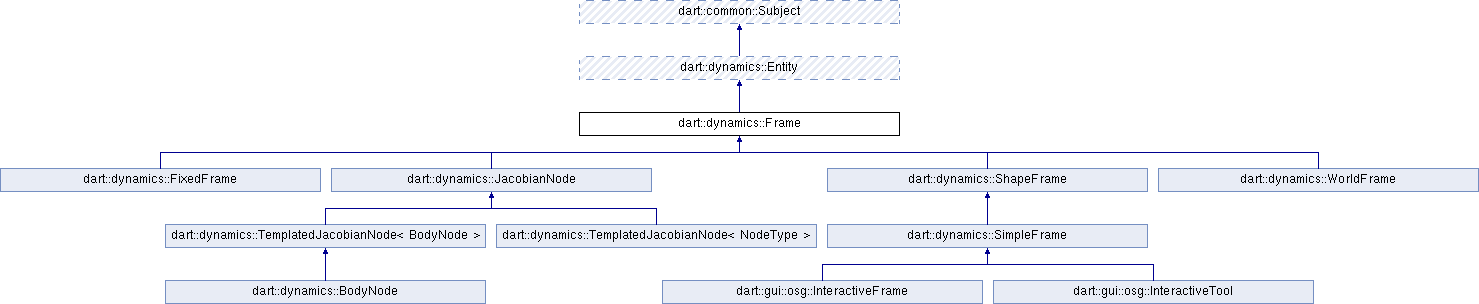 dart::common::Subject
dart::dynamics::Entity
dart::dynamics::Frame
dart::dynamics::FixedFrame
dart::dynamics::JacobianNode
dart::dynamics::ShapeFrame
dart::dynamics::WorldFrame
dart::dynamics::TemplatedJacobianNode< BodyNode >
dart::dynamics::TemplatedJacobianNode< NodeType >
dart::dynamics::SimpleFrame
dart::dynamics::BodyNode
dart::gui::osg::InteractiveFrame
dart::gui::osg::InteractiveTool